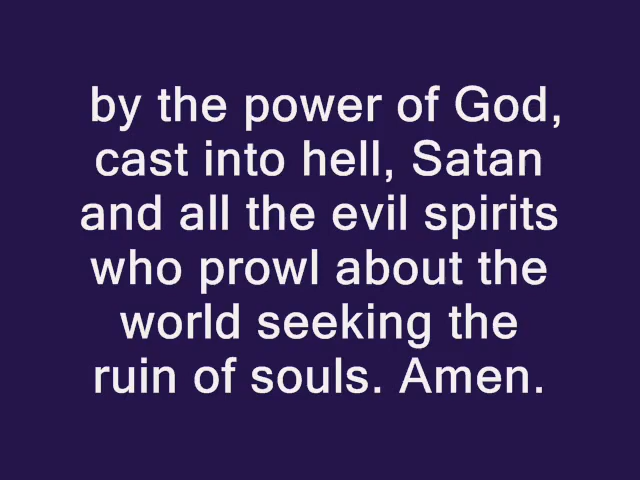 by the power of God,
cast into hell, Satan
and all the evil spirits
who prowl about the
world seeking the
ruin of souls. Amen.